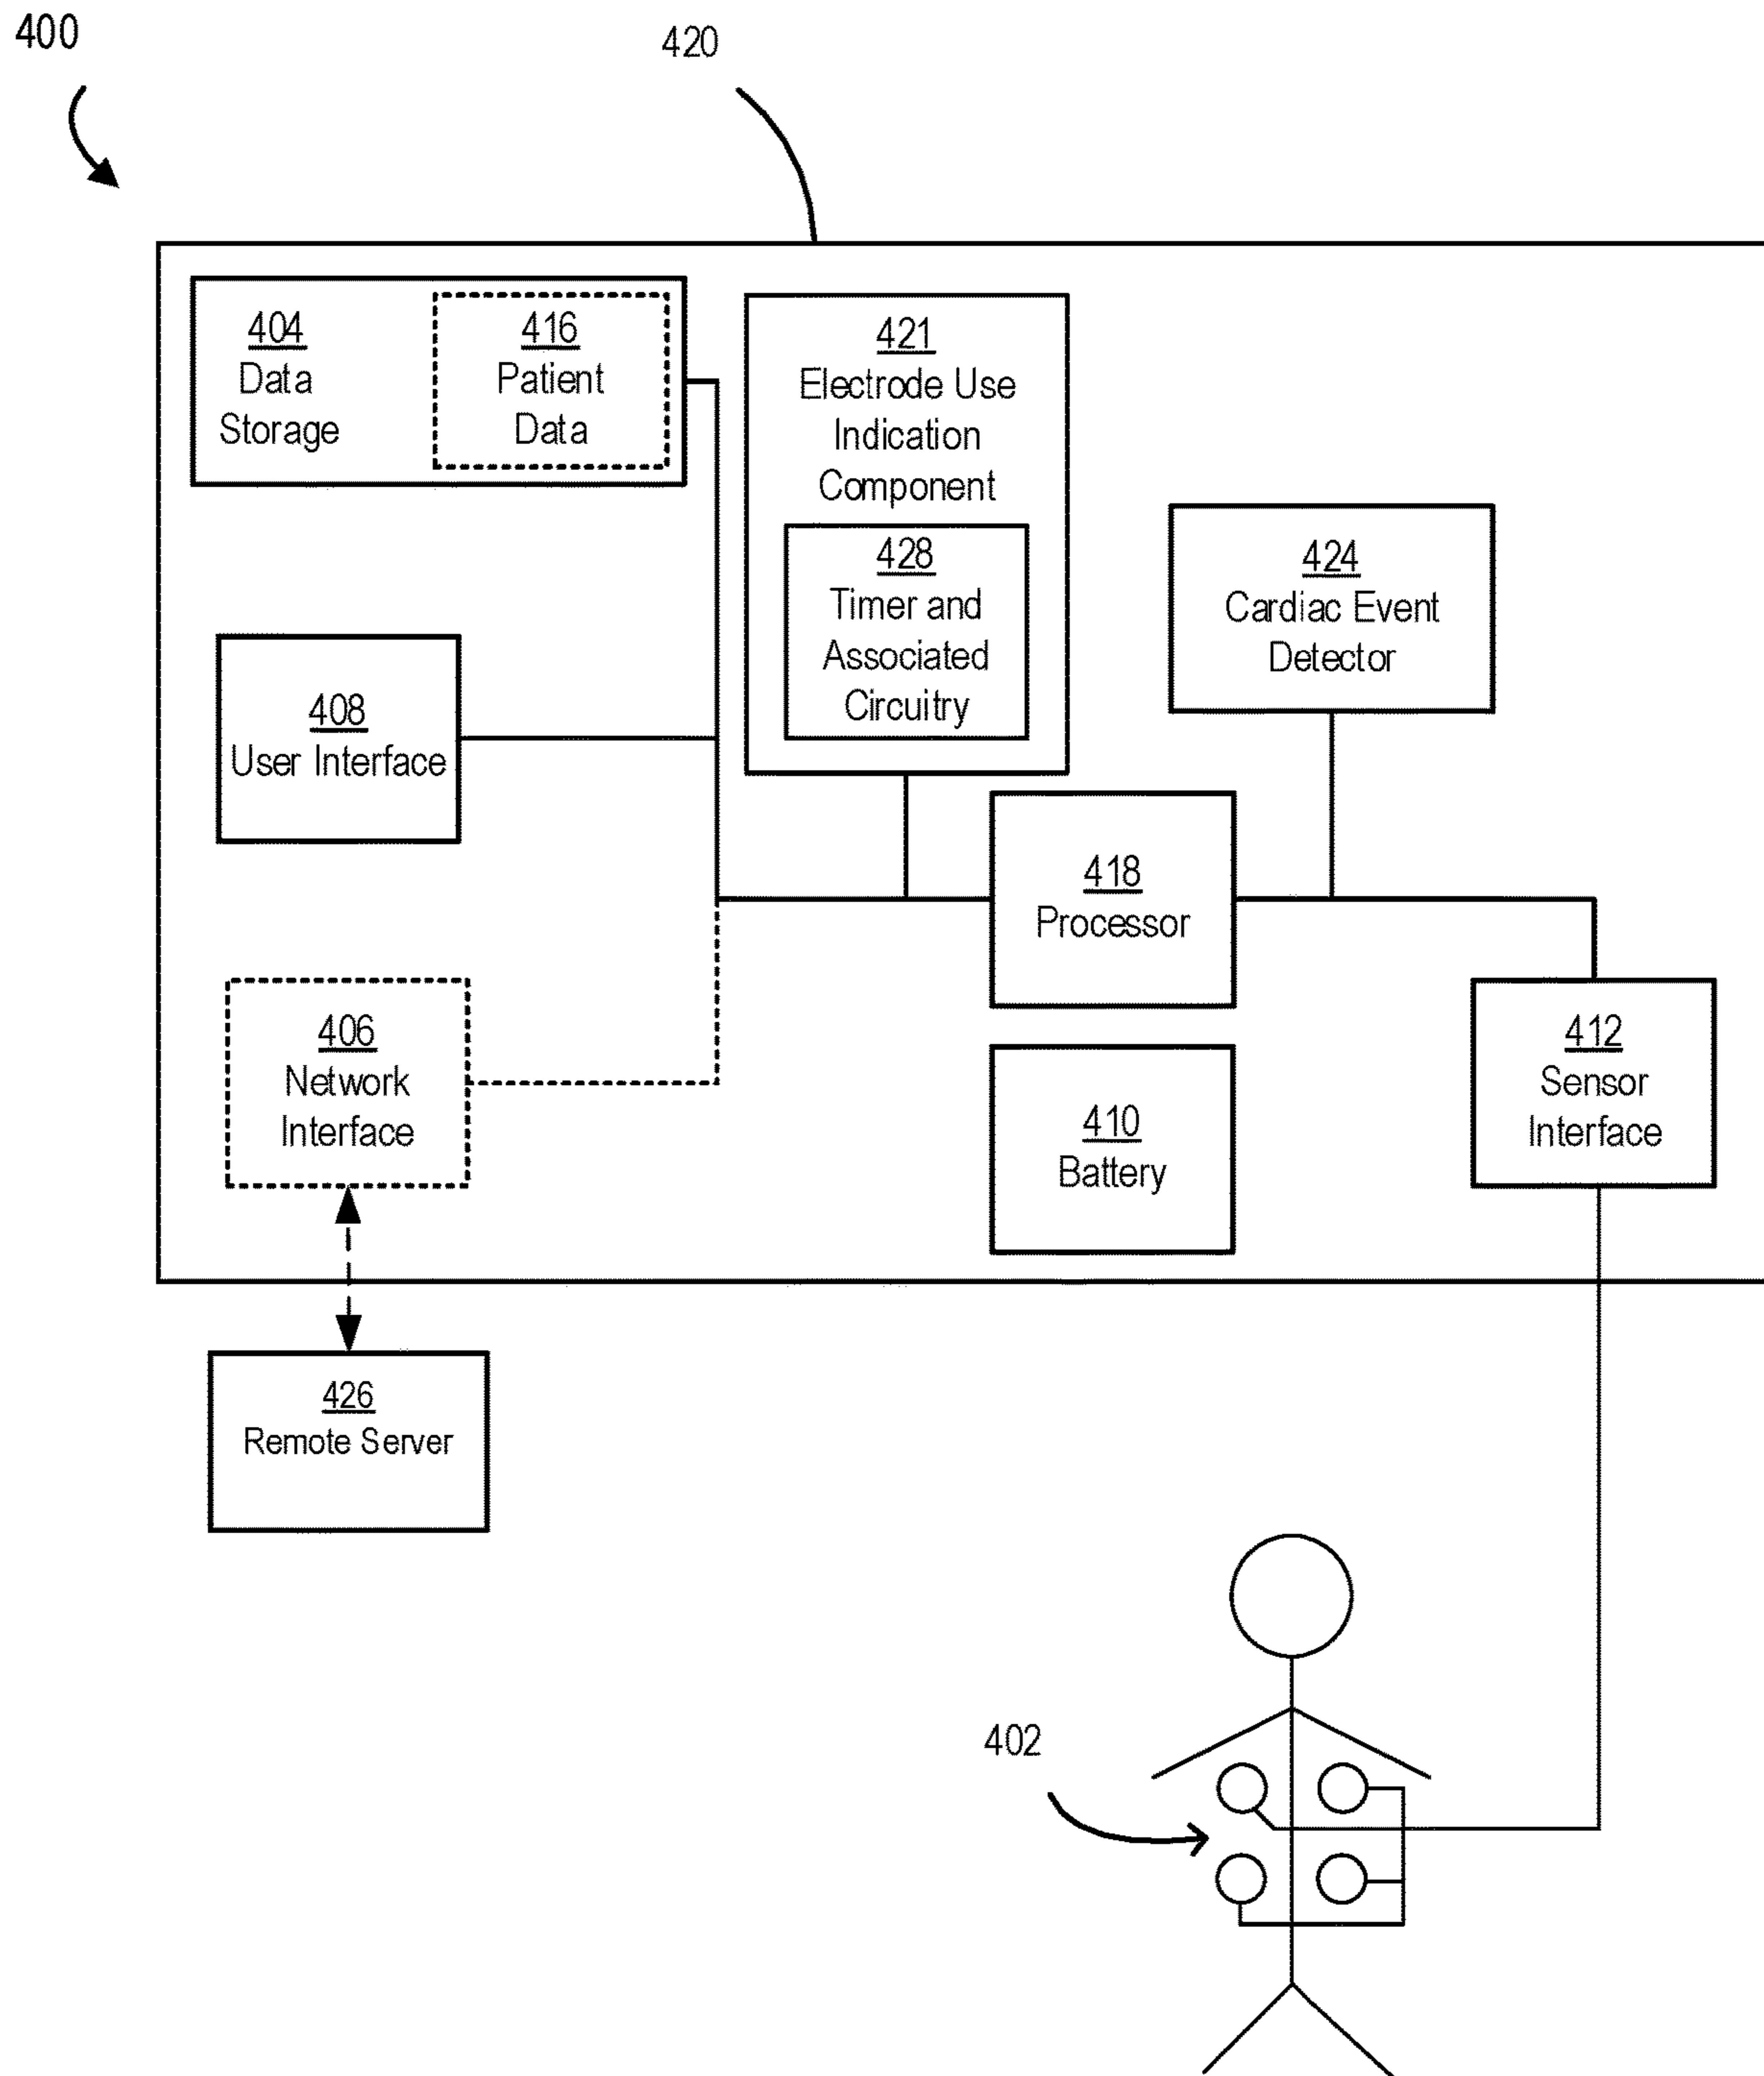 400
420
404
Data
Storage
416
Patient
Data
421
Electrode Use
Indication
Component
428
Timer and
Associated
Circuitry
424
Cardiac Event
Detector
408
User Interface
418
Processor
406
Network
Interface
410
Battery
412
Sensor
Interface
426
Remote Server
402